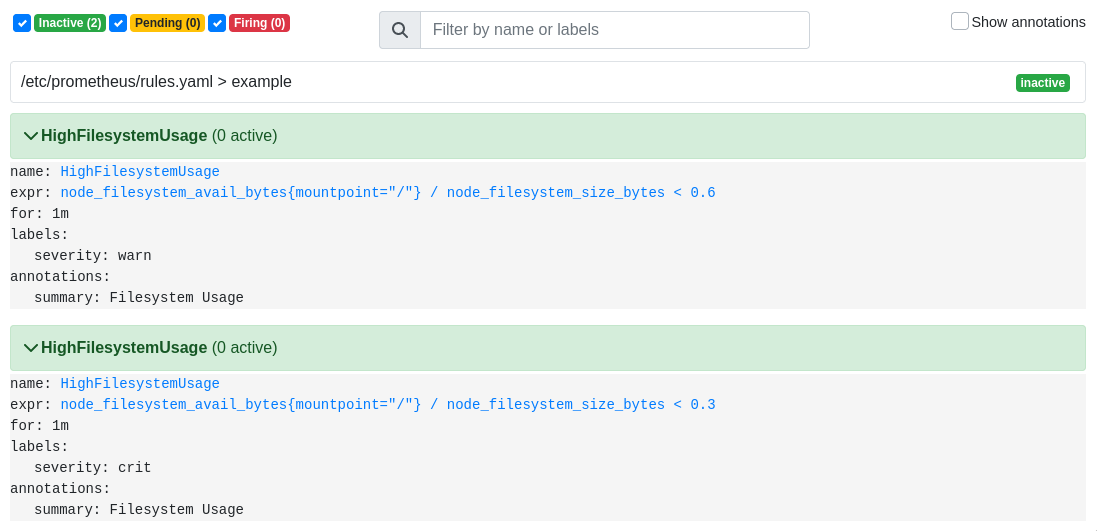 Inactive (2) Pending (0) Firing (0) Filter by name or labels Show annotations
/etc/prometheus/rules.yaml > example inactive
HighFilesystemUsage (0 active)
name: HighFilesystemUsage
expr: node_filesystem_avail_bytes{mountpoint="/"} / node_filesystem_size_bytes < 0.6
for: 1m
labels:
severity: warn
annotations:
summary: Filesystem Usage
HighFilesystemUsage (0 active)
name: HighFilesystemUsage
expr: node_filesystem_avail_bytes{mountpoint="/"} / node_filesystem_size_bytes < 0.3
for: 1m
labels:
severity: crit
annotations:
summary: Filesystem Usage